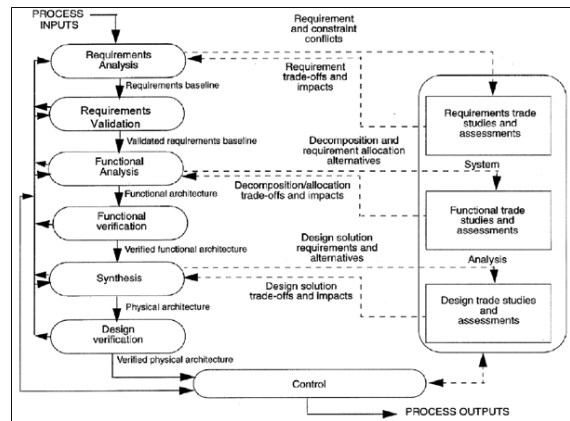 PROCESS
INPUTS
Requirements
Analysis
Requirements baseline
Requirements
Validation
Validated requirements baseline
Functional
Analysis
Functional architecture
Functional
verification
Verified functional architecture
Synthesis
Physical architecture
Design
verification
Verified physical architecture
Requirement
and constraint
conflicts
Requirement
trade-offs and
impacts
Decomposition and
requirement allocation
alternatives
Decomposition/allocation
trade-offs and impacts
Design solution
requirements and
alternatives
Design solution
trade-offs and impacts
Requirements trade
studies and
assessments
System
Functional trade
studies and
assessments
Analysis
Design trade studies
and
assessments
Control
PROCESS OUTPUTS